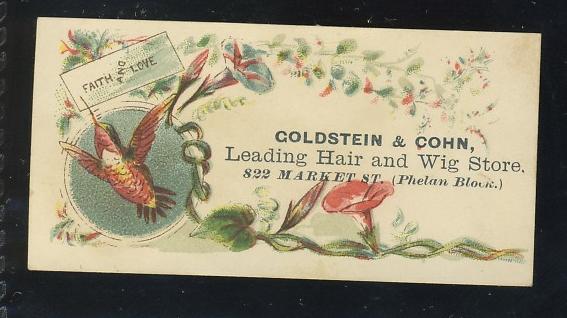 FAITH AND LOVE
GOLDSTEIN & COHN,
Leading Hair and Wig Store.
822 MARKET ST. (Phelan Block.)